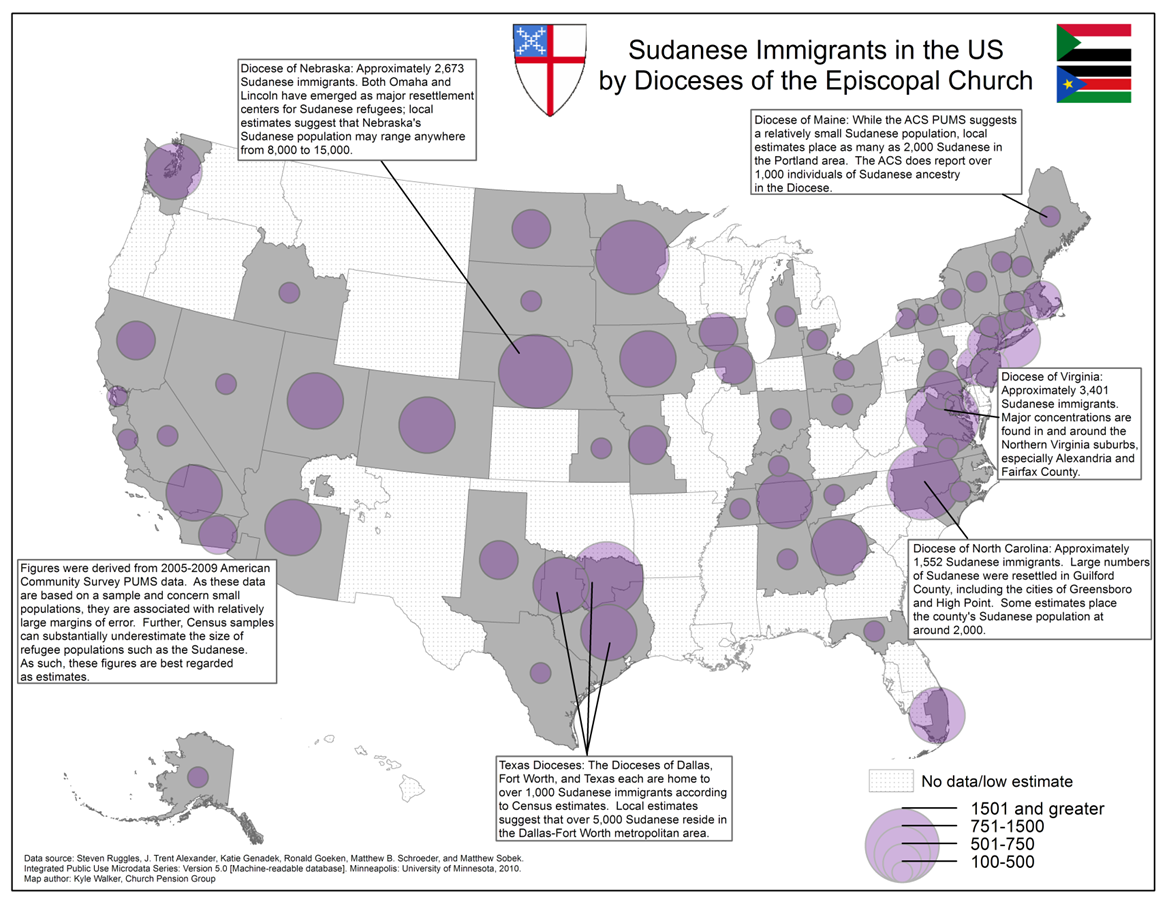 Sudanese Immigrants in the US
by Dioceses of the Episcopal Church
Diocese of Nebraska: Approximately 2,673
Sudanese immigrants. Both Omaha and
Lincoln have emerged as major resettlement
centers for Sudanese refugees; local
estimates suggest that Nebraska's
Sudanese population may range anywhere
from 8,000 to 15,000.
Diocese of Maine: While the ACS PUMS suggests
a relatively small Sudanese population, local
estimates place as many as 2,000 Sudanese in
the Portland area. The ACS does report over
1,000 individuals of Sudanese ancestry
in the Diocese.
Diocese of Virginia:
Approximately 3,401
Sudanese immigrants.
Major concentrations are
found in and around the
Northern Virginia suburbs,
especially Alexandria and
Fairfax County.
Diocese of North Carolina: Approximately
1,552 Sudanese immigrants. Large numbers
of Sudanese were resettled in Guilford
County, including the cities of Greensboro
and High Point. Some estimates place
the county's Sudanese population at
around 2,000.
Figures were derived from 2005-2009 American
Community Survey PUMS data. As these data
are based on a sample and concern small
populations, they are associated with relatively
large margins of error. Further, Census samples
can substantially underestimate the size of
refugee populations such as the Sudanese.
As such, these figures are best regarded
as estimates.
Texas Dioceses: The Dioceses of Dallas,
Fort Worth, and Texas each are home to
over 1,000 Sudanese immigrants according
to Census estimates. Local estimates
suggest that over 5,000 Sudanese reside in
the Dallas-Fort Worth metropolitan area.
No data/low estimate
1501 and greater
751-1500
501-750
100-500
Data source: Steven Ruggles, J. Trent Alexander, Katie Genadek, Ronald Goeken, Matthew B. Schroeder, and Matthew Sobek.
Integrated Public Use Microdata Series: Version 5.0 [Machine-readable database]. Minneapolis: University of Minnesota, 2010.
Map author: Kyle Walker, Church Pension Group